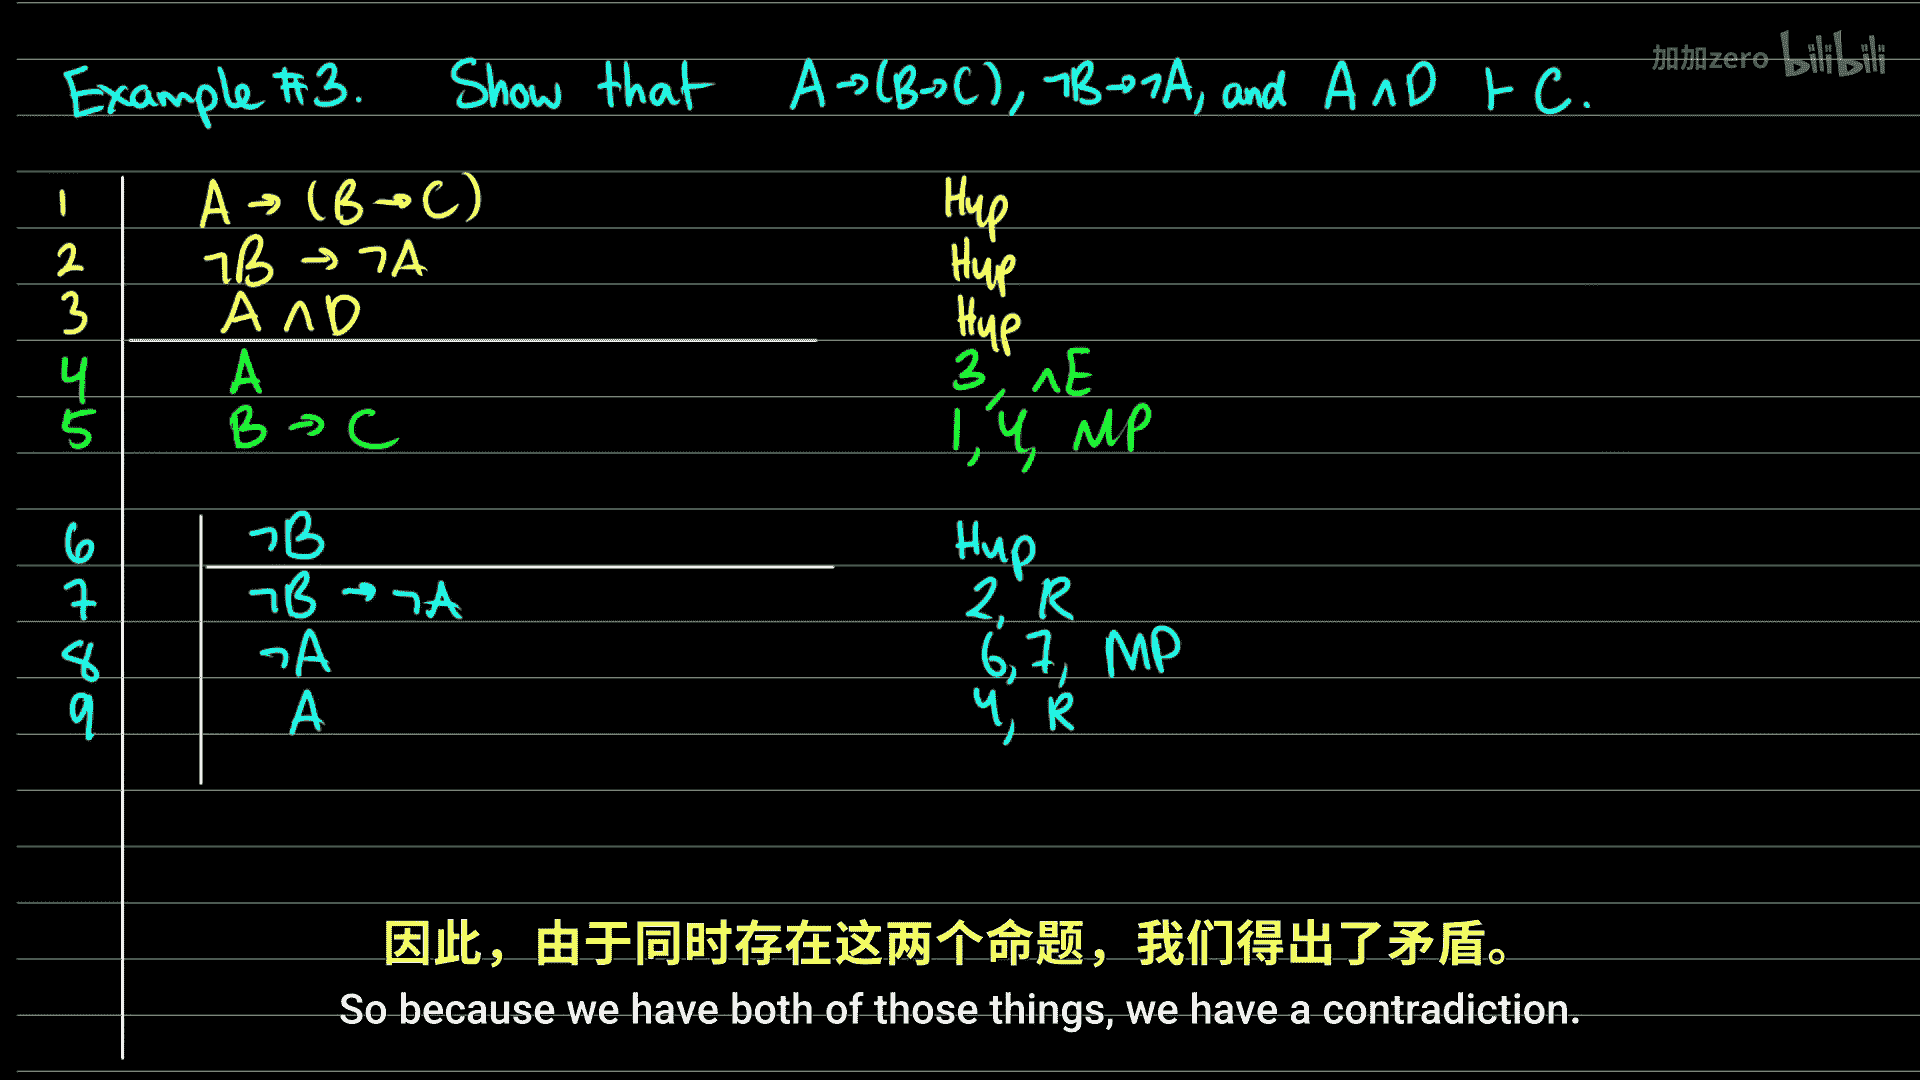 加加zero bilibili
Example #3. Show that A→(B→C), ¬B→¬A, and A∧D ⊢ C.
1 A → (B → C) Hyp
2 ¬B → ¬A Hyp
3 A ∧ D Hyp
4 A 3, ∧E
5 B → C 1, 4, MP
6 ¬B Hyp
7 ¬B → ¬A 2, R
8 ¬A 6, 7, MP
9 A 4, R
因此，由于同时存在这两个命题，我们得出了矛盾。
So because we have both of those things, we have a contradiction.